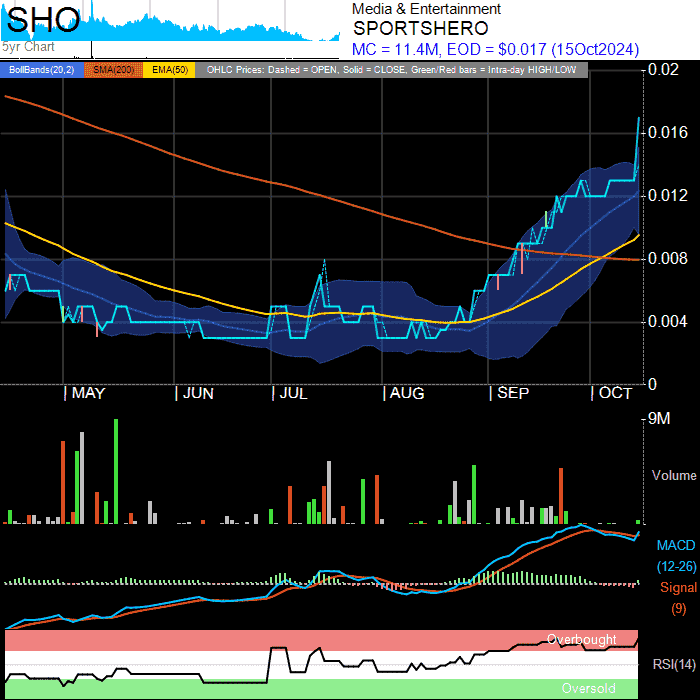 SHO
5yr Chart
Media & Entertainment
SPORTSHERO
MC = 11.4M, EOD = $0.017 (15Oct2024)
BollBands(20,2) SMA(200) EMA(50) OHLC Prices: Dashed = OPEN, Solid = CLOSE, Green/Red bars = Intra-day HIGH/LOW
0.02
0.016
0.012
0.008
0.004
0
| MAY | JUN | JUL | AUG | SEP | OCT
9M
Volume
MACD
(12-26)
Signal
(9)
Overbought
RSI(14)
Oversold